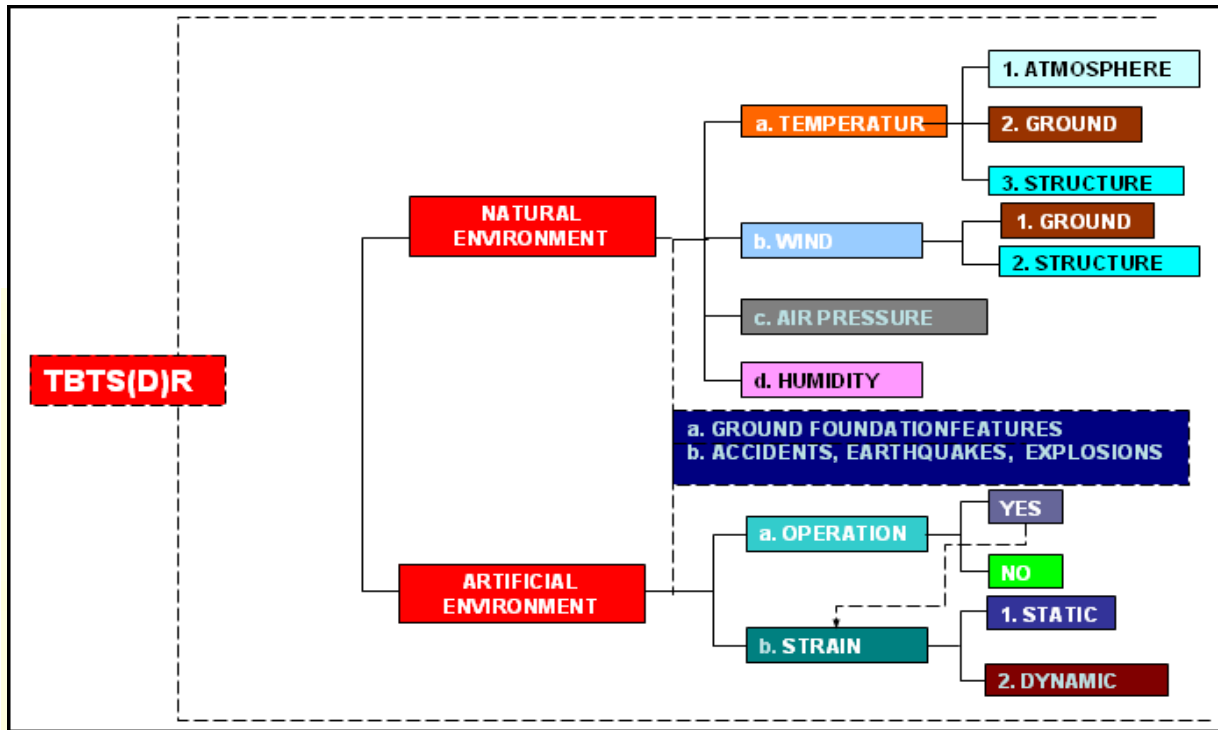 1. ATMOSPHERE
a. TEMPERATUR
2. GROUND
3. STRUCTURE
NATURAL
ENVIRONMENT
1. GROUND
b. WIND
2. STRUCTURE
c. AIR PRESSURE
TBTS(D)R
d. HUMIDITY
a. GROUND FOUNDATIONFEATURES
b. ACCIDENTS, EARTHQUAKES, EXPLOSIONS
YES
a. OPERATION
NO
ARTIFICIAL
ENVIRONMENT
1. STATIC
b. STRAIN
2. DYNAMIC